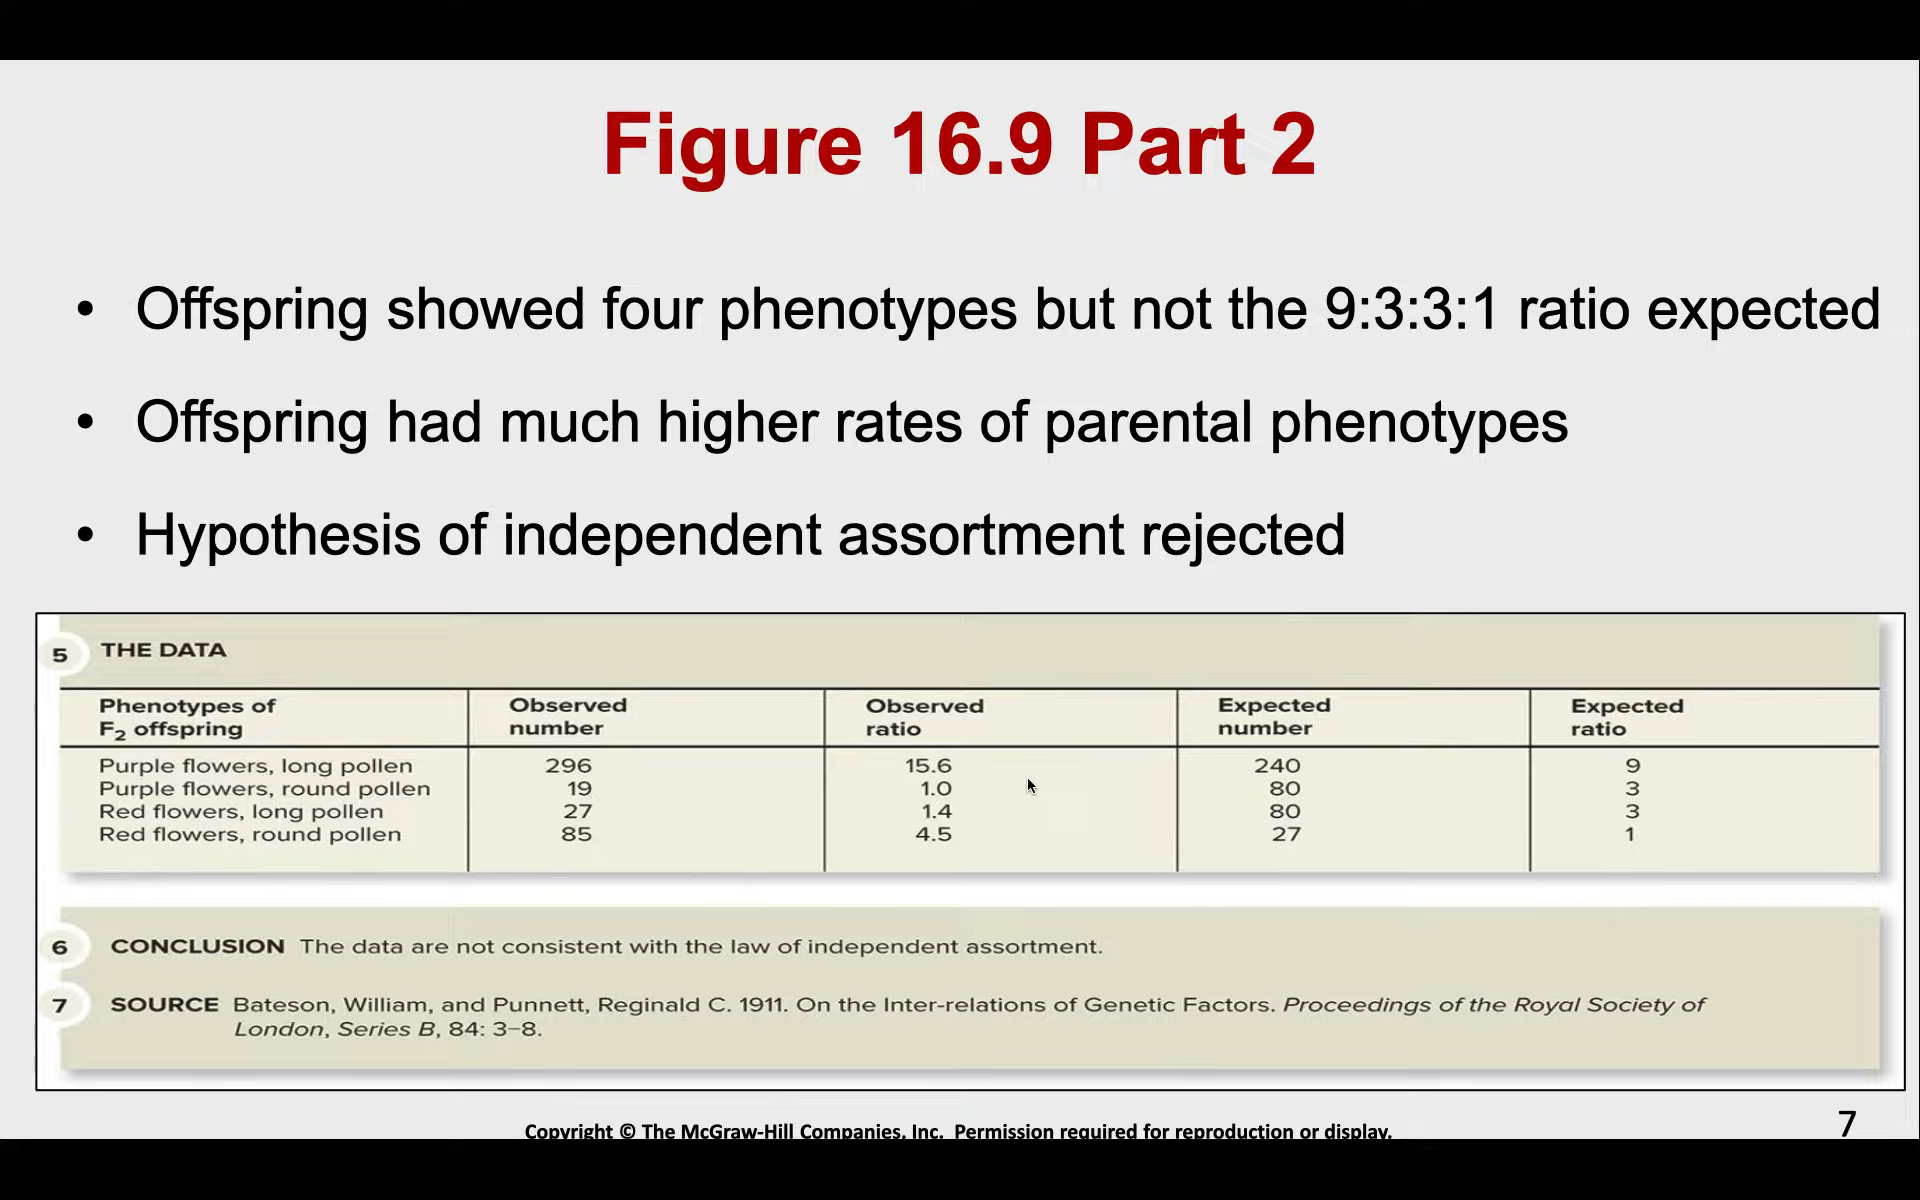 Figure 16.9 Part 2
• Offspring showed four phenotypes but not the 9:3:3:1 ratio expected
• Offspring had much higher rates of parental phenotypes
• Hypothesis of independent assortment rejected
5 THE DATA
Phenotypes of F2 offspring | Observed number | Observed ratio | Expected number | Expected ratio
Purple flowers, long pollen 296 15.6 240 9
Purple flowers, round pollen 19 1.0 80 3
Red flowers, long pollen 27 1.4 80 3
Red flowers, round pollen 85 4.5 27 1
6 CONCLUSION The data are not consistent with the law of independent assortment.
7 SOURCE Bateson, William, and Punnett, Reginald C. 1911. On the Inter-relations of Genetic Factors. Proceedings of the Royal Society of
London, Series B, 84: 3–8.
Copyright © The McGraw-Hill Companies, Inc. Permission required for reproduction or display.
7